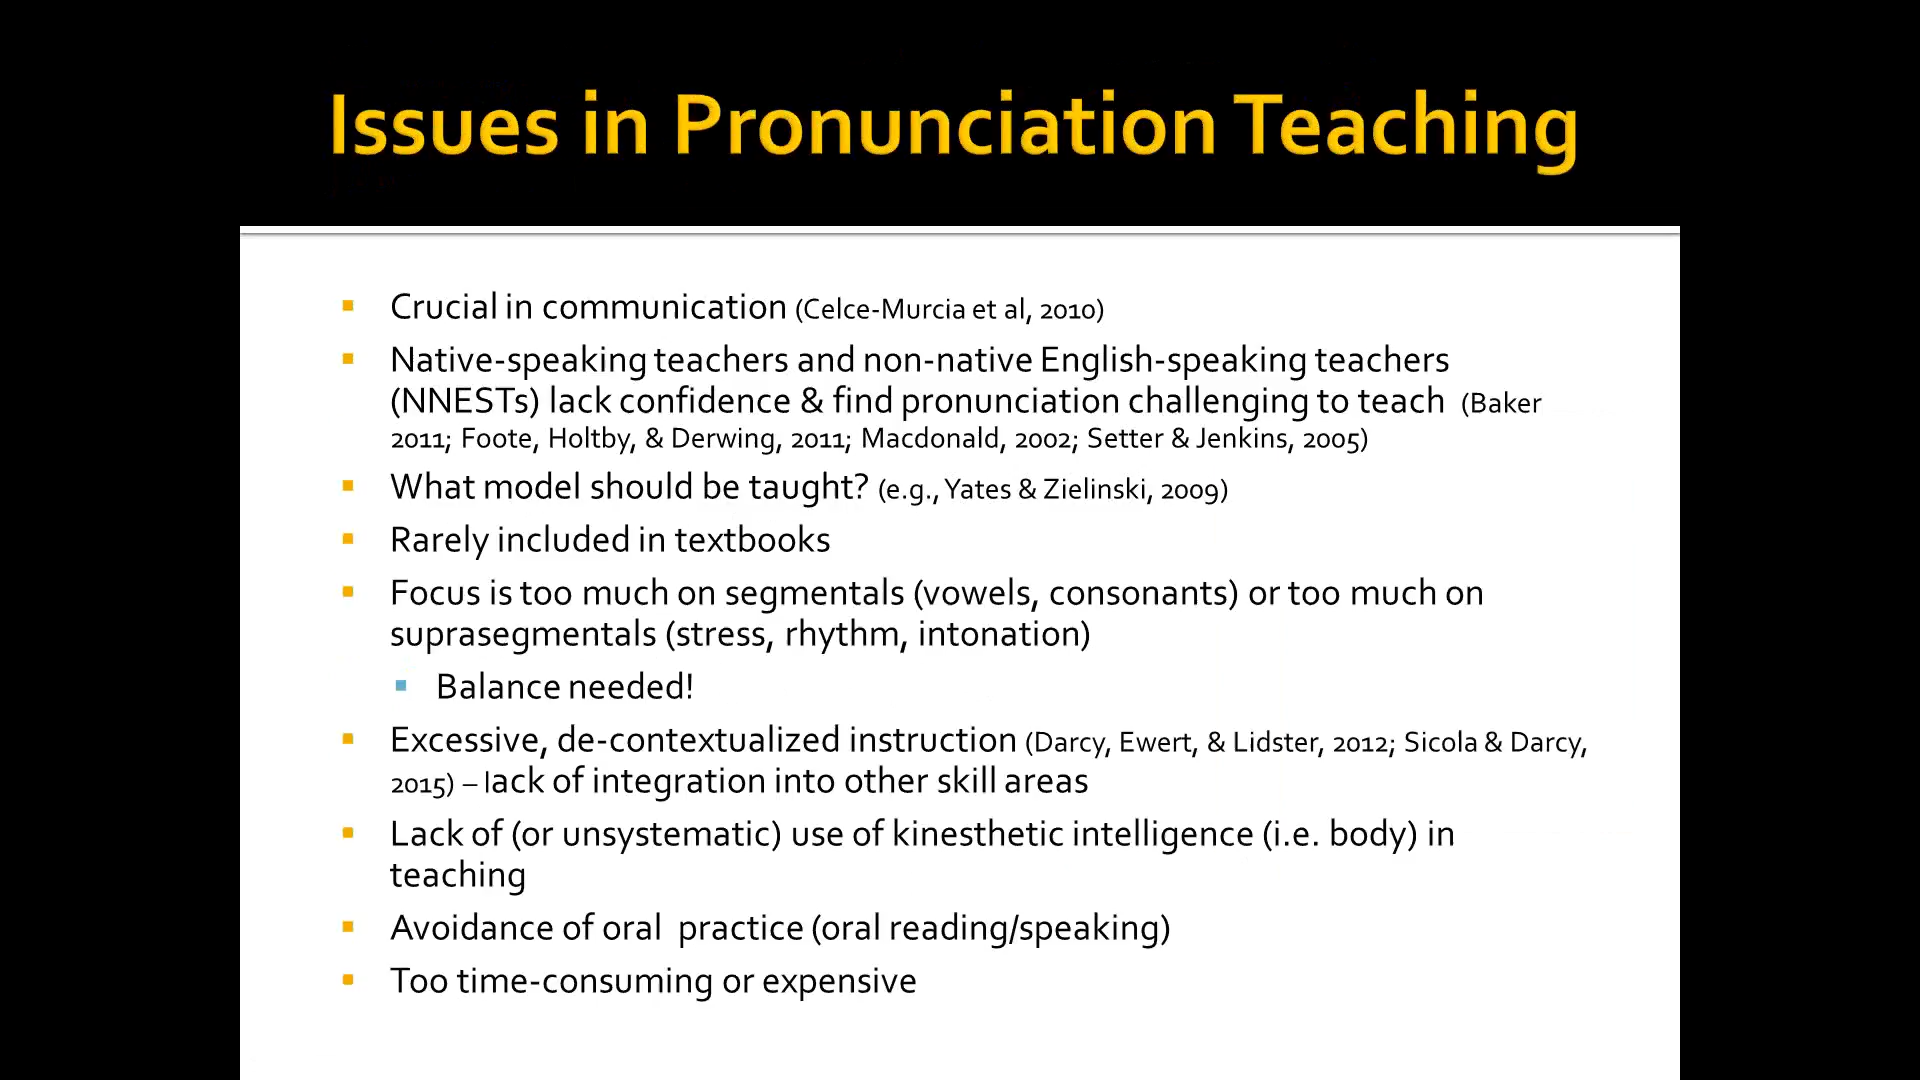 Issues in Pronunciation Teaching
▪ Crucial in communication (Celce-Murcia et al, 2010)
▪ Native-speaking teachers and non-native English-speaking teachers
(NNESTs) lack confidence & find pronunciation challenging to teach (Baker
2011; Foote, Holtby, & Derwing, 2011; Macdonald, 2002; Setter & Jenkins, 2005)
▪ What model should be taught? (e.g., Yates & Zielinski, 2009)
▪ Rarely included in textbooks
▪ Focus is too much on segmentals (vowels, consonants) or too much on
suprasegmentals (stress, rhythm, intonation)
▪ Balance needed!
▪ Excessive, de-contextualized instruction (Darcy, Ewert, & Lidster, 2012; Sicola & Darcy,
2015) – lack of integration into other skill areas
▪ Lack of (or unsystematic) use of kinesthetic intelligence (i.e. body) in
teaching
▪ Avoidance of oral practice (oral reading/speaking)
▪ Too time-consuming or expensive